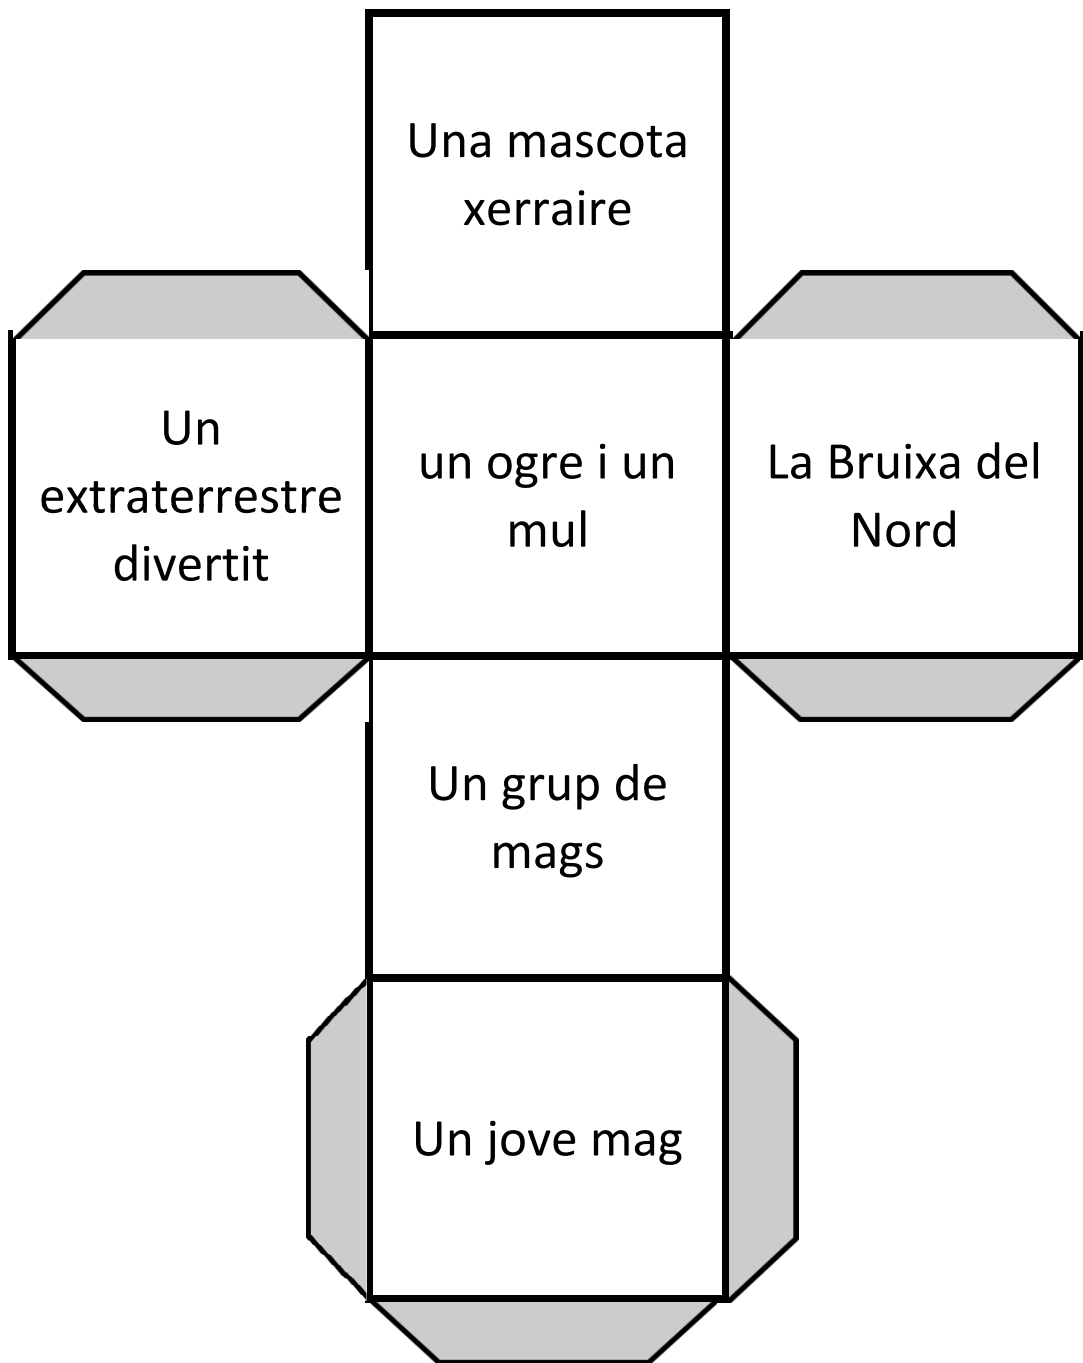 Una mascota
xerraire
Un
extraterrestre
divertit
un ogre i un
mul
La Bruixa del
Nord
Un grup de
mags
Un jove mag